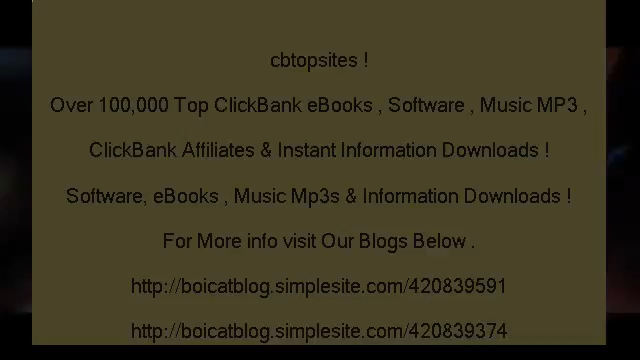 cbtopsites !
Over 100,000 Top ClickBank eBooks , Software , Music MP3 ,
ClickBank Affiliates & Instant Information Downloads !
Software, eBooks , Music Mp3s & Information Downloads !
For More info visit Our Blogs Below .
http://boicatblog.simplesite.com/420839591
http://boicatblog.simplesite.com/420839374